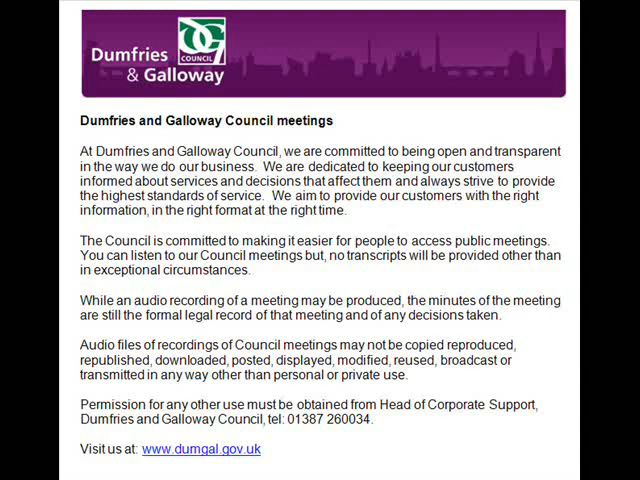 Dumfries
COUNCIL
& Galloway
Dumfries and Galloway Council meetings
At Dumfries and Galloway Council, we are committed to being open and transparent
in the way we do our business. We are dedicated to keeping our customers
informed about services and decisions that affect them and always strive to provide
the highest standards of service. We aim to provide our customers with the right
information, in the right format at the right time.
The Council is committed to making it easier for people to access public meetings.
You can listen to our Council meetings but, no transcripts will be provided other than
in exceptional circumstances.
While an audio recording of a meeting may be produced, the minutes of the meeting
are still the formal legal record of that meeting and of any decisions taken.
Audio files of recordings of Council meetings may not be copied reproduced,
republished, downloaded, posted, displayed, modified, reused, broadcast or
transmitted in any way other than personal or private use.
Permission for any other use must be obtained from Head of Corporate Support,
Dumfries and Galloway Council, tel: 01387 260034.
Visit us at: www.dumgal.gov.uk